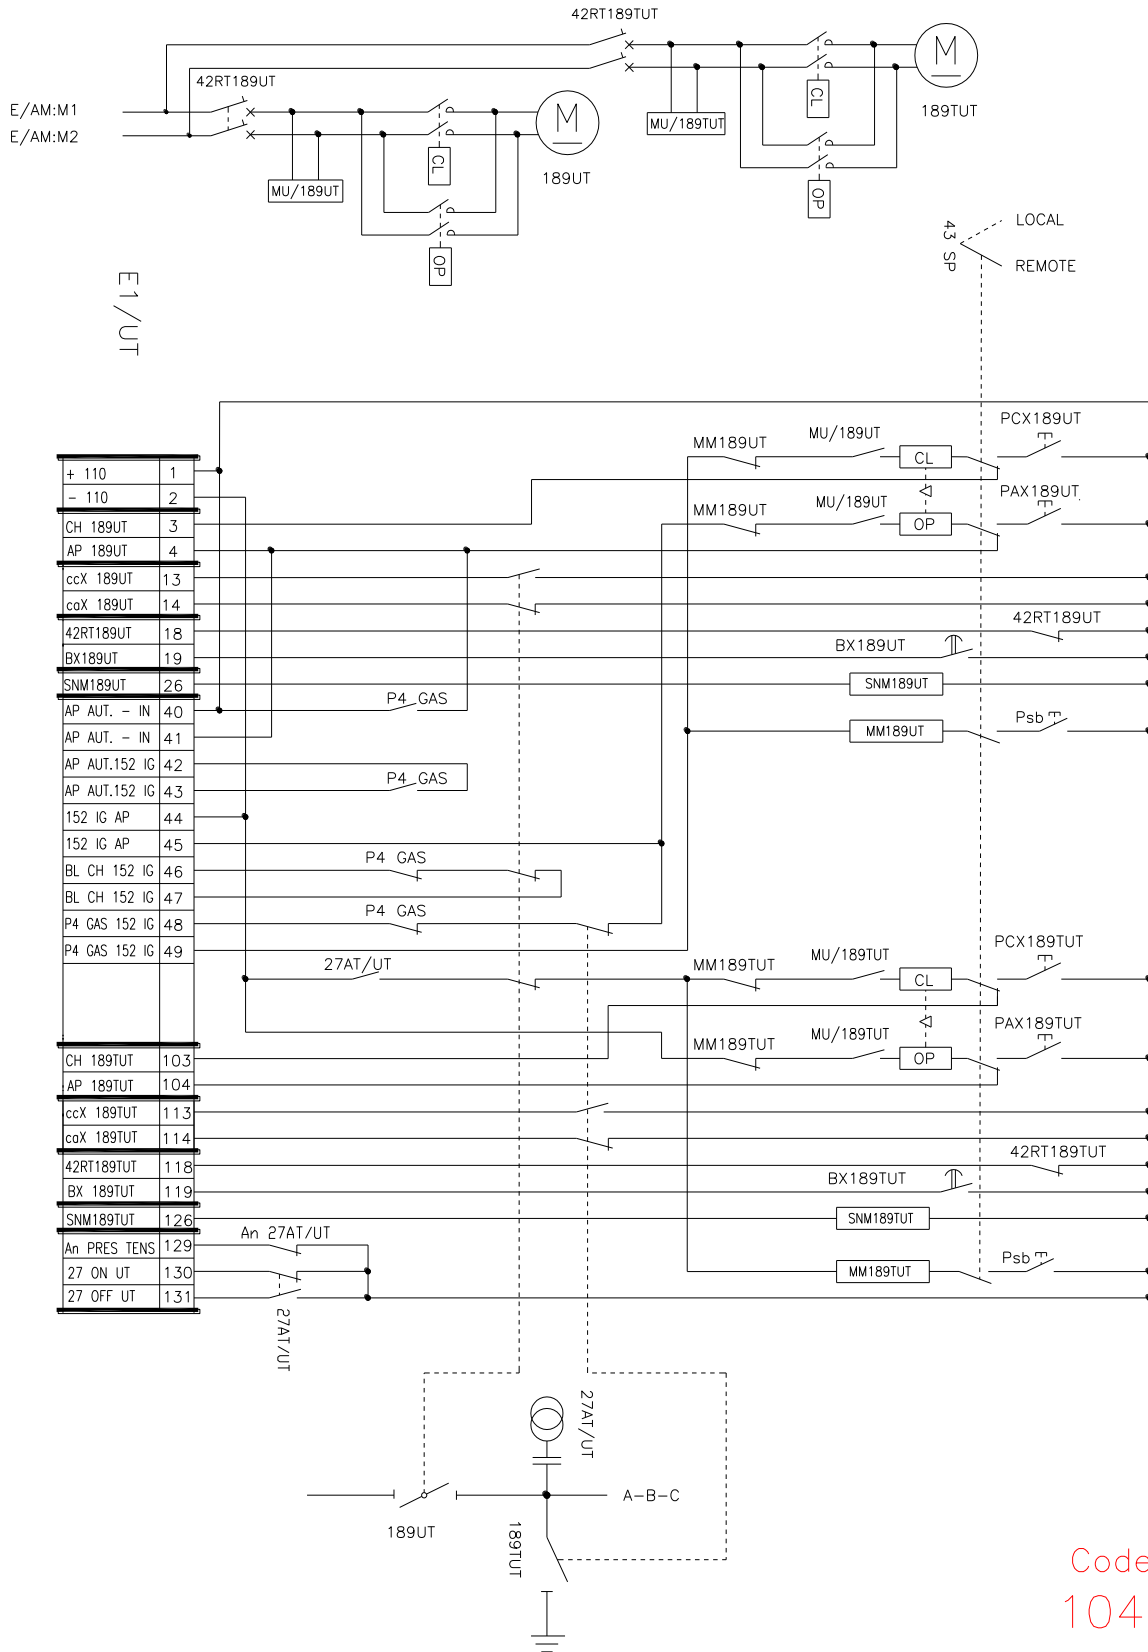 42RT189TUT
M
CL
42RT189UT
E/AM:M1
E/AM:M2
M
MU/189TUT
189TUT
CL
MU/189UT
189UT
OP
OP
43 SP
LOCAL
REMOTE
E1/UT
+ 110 1
- 110 2
CH 189UT 3
AP 189UT 4
ccX 189UT 13
caX 189UT 14
42RT189UT 18
BX189UT 19
SNM189UT 26
AP AUT. - IN 40
AP AUT. - IN 41
AP AUT.152 IG 42
AP AUT.152 IG 43
152 IG AP 44
152 IG AP 45
BL CH 152 IG 46
BL CH 152 IG 47
P4 GAS 152 IG 48
P4 GAS 152 IG 49
CH 189TUT 103
AP 189TUT 104
ccX 189TUT 113
caX 189TUT 114
42RT189TUT 118
BX 189TUT 119
SNM189TUT 126
An PRES TENS 129
27 ON UT 130
27 OFF UT 131
MM189UT
MU/189UT
CL
PCX189UT
MM189UT
MU/189UT
OP
PAX189UT
42RT189UT
BX189UT
SNM189UT
P4 GAS
MM189UT
Psb
P4 GAS
P4 GAS
P4 GAS
27AT/UT
MM189TUT
MU/189TUT
CL
PCX189TUT
MM189TUT
MU/189TUT
OP
PAX189TUT
42RT189TUT
BX189TUT
SNM189TUT
An 27AT/UT
MM189TUT
Psb
27AT/UT
27AT/UT
A-B-C
189UT
189TUT
Code
104